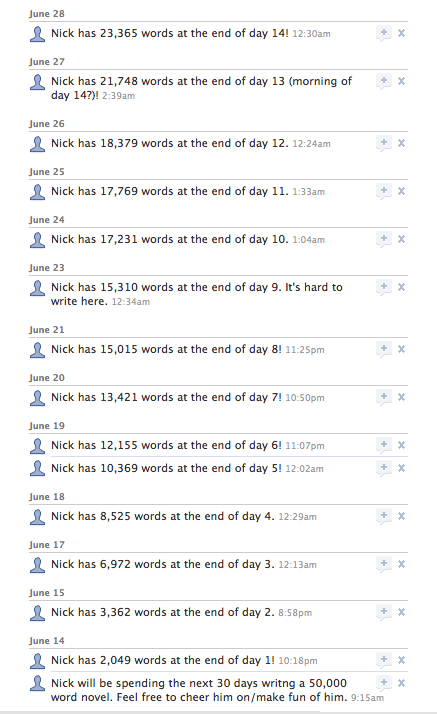 June 28
Nick has 23,365 words at the end of day 14! 12:30am
June 27
Nick has 21,748 words at the end of day 13 (morning of
day 14?)! 2:39am
June 26
Nick has 18,379 words at the end of day 12. 12:24am
June 25
Nick has 17,769 words at the end of day 11. 1:33am
June 24
Nick has 17,231 words at the end of day 10. 1:04am
June 23
Nick has 15,310 words at the end of day 9. It's hard to
write here. 12:34am
June 21
Nick has 15,015 words at the end of day 8! 11:25pm
June 20
Nick has 13,421 words at the end of day 7! 10:50pm
June 19
Nick has 12,155 words at the end of day 6! 11:07pm
Nick has 10,369 words at the end of day 5! 12:02am
June 18
Nick has 8,525 words at the end of day 4. 12:29am
June 17
Nick has 6,972 words at the end of day 3. 12:13am
June 15
Nick has 3,362 words at the end of day 2. 8:58pm
June 14
Nick has 2,049 words at the end of day 1! 10:18pm
Nick will be spending the next 30 days writng a 50,000
word novel. Feel free to cheer him on/make fun of him. 9:15am